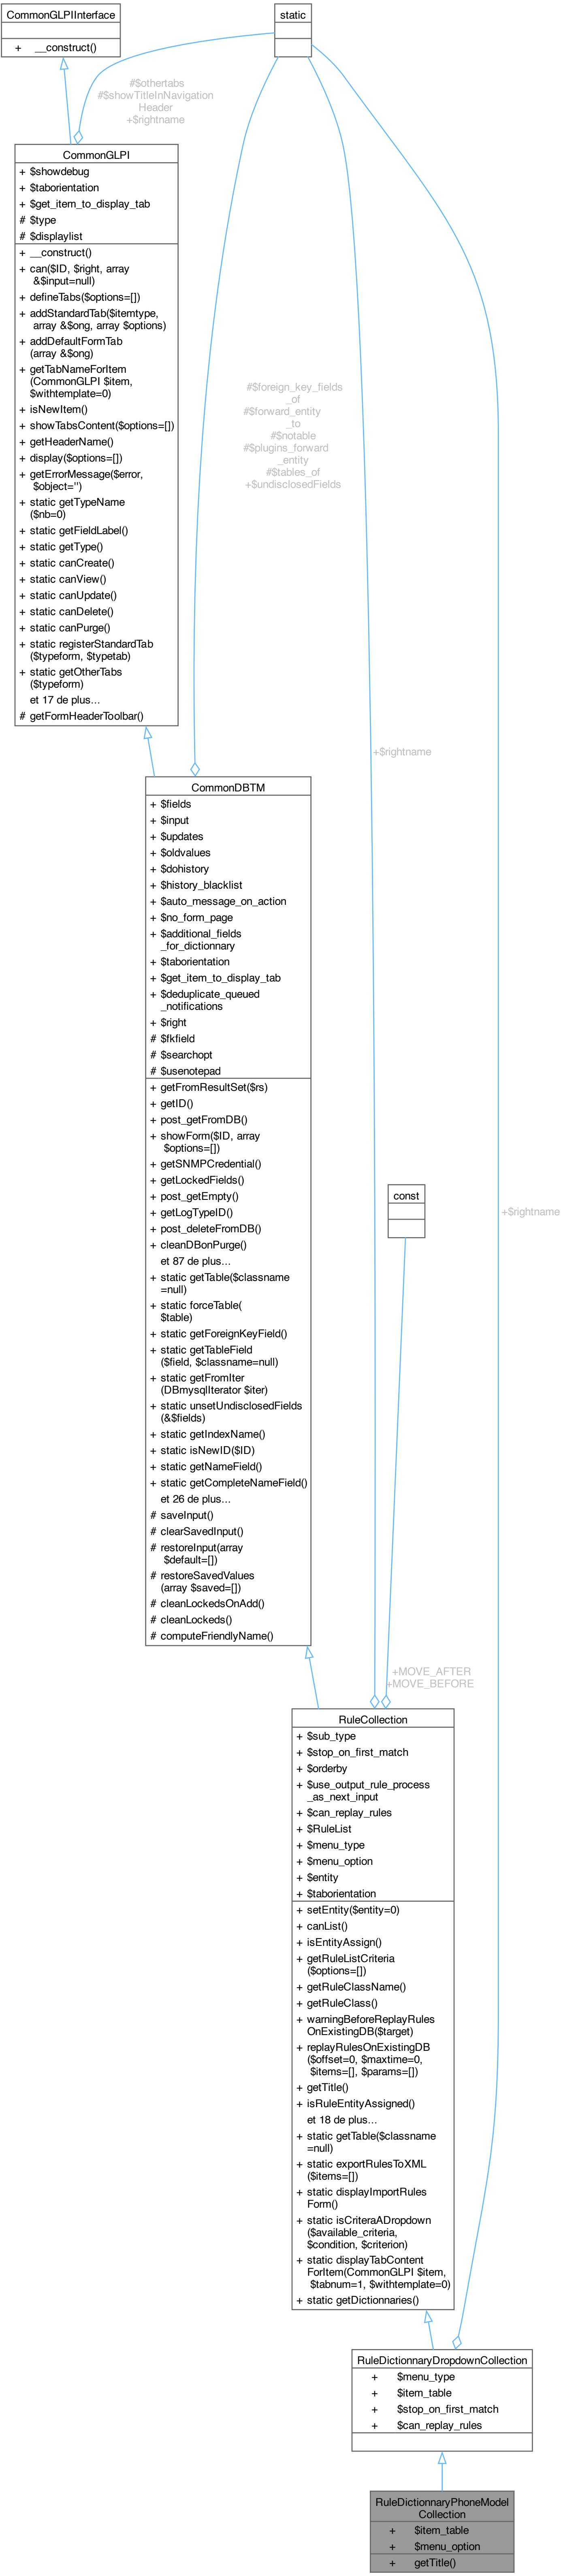 CommonGLPIInterface
+ __construct()
static
#$othertabs
#$showTitleInNavigation
Header
+$rightname
CommonGLPI
+ $showdebug
+ $taborientation
+ $get_item_to_display_tab
# $type
# $displaylist
+ __construct()
+ can($ID, $right, array
&$input=null)
+ defineTabs($options=[])
+ addStandardTab($itemtype,
array &$ong, array $options)
+ addDefaultFormTab
(array &$ong)
+ getTabNameForItem
(CommonGLPI $item,
$withtemplate=0)
+ isNewItem()
+ showTabsContent($options=[])
+ getHeaderName()
+ display($options=[])
+ getErrorMessage($error,
$object='')
+ static getTypeName
($nb=0)
+ static getFieldLabel()
+ static getType()
+ static canCreate()
+ static canView()
+ static canUpdate()
+ static canDelete()
+ static canPurge()
+ static registerStandardTab
($typeform, $typetab)
+ static getOtherTabs
($typeform)
et 17 de plus...
# getFormHeaderToolbar()
#$foreign_key_fields
_of
#$forward_entity
_to
#$notable
#$plugins_forward
_entity
#$tables_of
+$undisclosedFields
+$rightname
CommonDBTM
+ $fields
+ $input
+ $updates
+ $oldvalues
+ $dohistory
+ $history_blacklist
+ $auto_message_on_action
+ $no_form_page
+ $additional_fields
_for_dictionnary
+ $taborientation
+ $get_item_to_display_tab
+ $deduplicate_queued
_notifications
+ $right
# $fkfield
# $searchopt
# $usenotepad
+ getFromResultSet($rs)
+ getID()
+ post_getFromDB()
+ showForm($ID, array
$options=[])
+ getSNMPCredential()
+ getLockedFields()
+ post_getEmpty()
+ getLogTypeID()
+ post_deleteFromDB()
+ cleanDBonPurge()
et 87 de plus...
+ static getTable($classname
=null)
+ static forceTable(
$table)
+ static getForeignKeyField()
+ static getTableField
($field, $classname=null)
+ static getFromIter
(DBmysqlIterator $iter)
+ static unsetUndisclosedFields
(&$fields)
+ static getIndexName()
+ static isNewID($ID)
+ static getNameField()
+ static getCompleteNameField()
et 26 de plus...
# saveInput()
# clearSavedInput()
# restoreInput(array
$default=[])
# restoreSavedValues
(array $saved=[])
# cleanLockedsOnAdd()
# cleanLockeds()
# computeFriendlyName()
const
+$rightname
+MOVE_AFTER
+MOVE_BEFORE
RuleCollection
+ $sub_type
+ $stop_on_first_match
+ $orderby
+ $use_output_rule_process
_as_next_input
+ $can_replay_rules
+ $RuleList
+ $menu_type
+ $menu_option
+ $entity
+ $taborientation
+ setEntity($entity=0)
+ canList()
+ isEntityAssign()
+ getRuleListCriteria
($options=[])
+ getRuleClassName()
+ getRuleClass()
+ warningBeforeReplayRules
OnExistingDB($target)
+ replayRulesOnExistingDB
($offset=0, $maxtime=0,
$items=[], $params=[])
+ getTitle()
+ isRuleEntityAssigned()
et 18 de plus...
+ static getTable($classname
=null)
+ static exportRulesToXML
($items=[])
+ static displayImportRules
Form()
+ static isCriteraADropdown
($available_criteria,
$condition, $criterion)
+ static displayTabContent
ForItem(CommonGLPI $item,
$tabnum=1, $withtemplate=0)
+ static getDictionnaries()
RuleDictionnaryDropdownCollection
+ $menu_type
+ $item_table
+ $stop_on_first_match
+ $can_replay_rules
RuleDictionnaryPhoneModel
Collection
+ $item_table
+ $menu_option
+ getTitle()